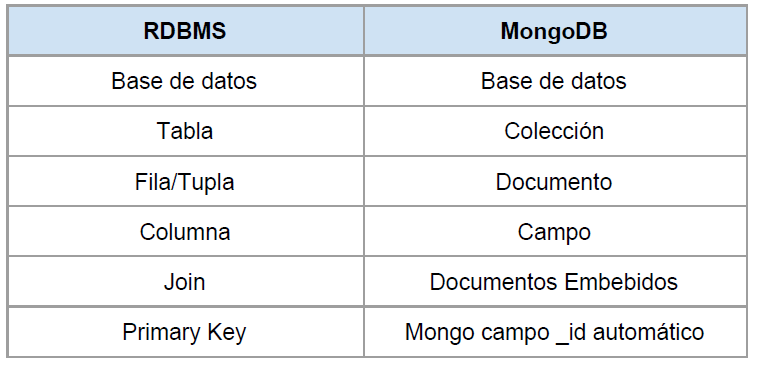 RDBMS MongoDB
Base de datos Base de datos
Tabla Colección
Fila/Tupla Documento
Columna Campo
Join Documentos Embebidos
Primary Key Mongo campo _id automático